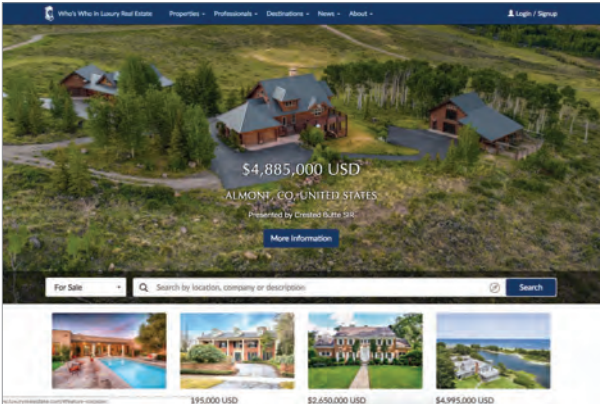 Who's Who in Luxury Real Estate
Properties
Professionals
Destinations
News
About
Login / Signup
$4,885,000 USD
ALMONT, CO, UNITED STATES
Presented by Crested Butte SIR
More Information
For Sale
Search by location, company or description
Search
195,000 USD
$2,650,000 USD
$4,995,000 USD